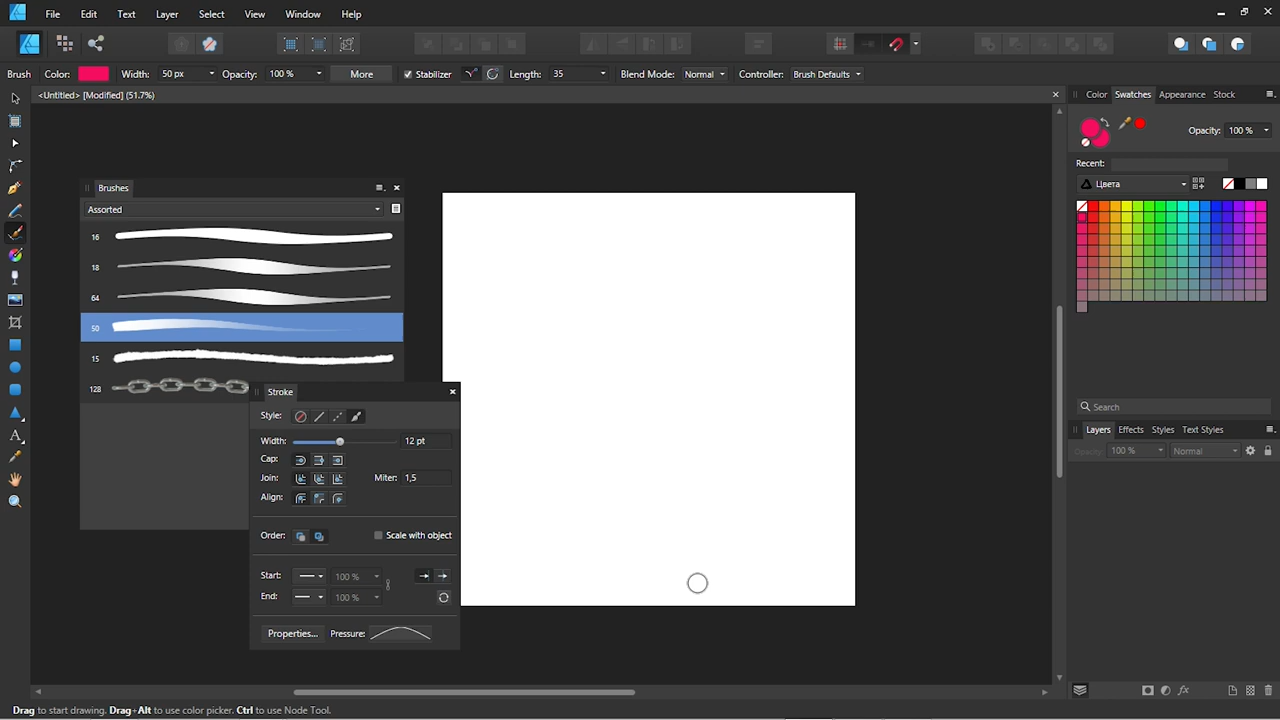 File Edit Text Layer Select View Window Help
Brush Color: Width: 50 px Opacity: 100 % More Stabilizer Length: 35 Blend Mode: Normal Controller: Brush Defaults
<Untitled> [Modified] (51.7%)
Color Swatches Appearance Stock
Opacity: 100 %
Recent:
Цвета
Brushes
Assorted
16
18
64
50
15
128
Stroke
Style:
Width: 12 pt
Cap:
Join: Miter: 1,5
Align:
Order: Scale with object
Start: 100 %
End: 100 %
Properties... Pressure:
Search
Layers Effects Styles Text Styles
Opacity: 100 % Normal
Drag to start drawing. Drag+Alt to use color picker. Ctrl to use Node Tool.